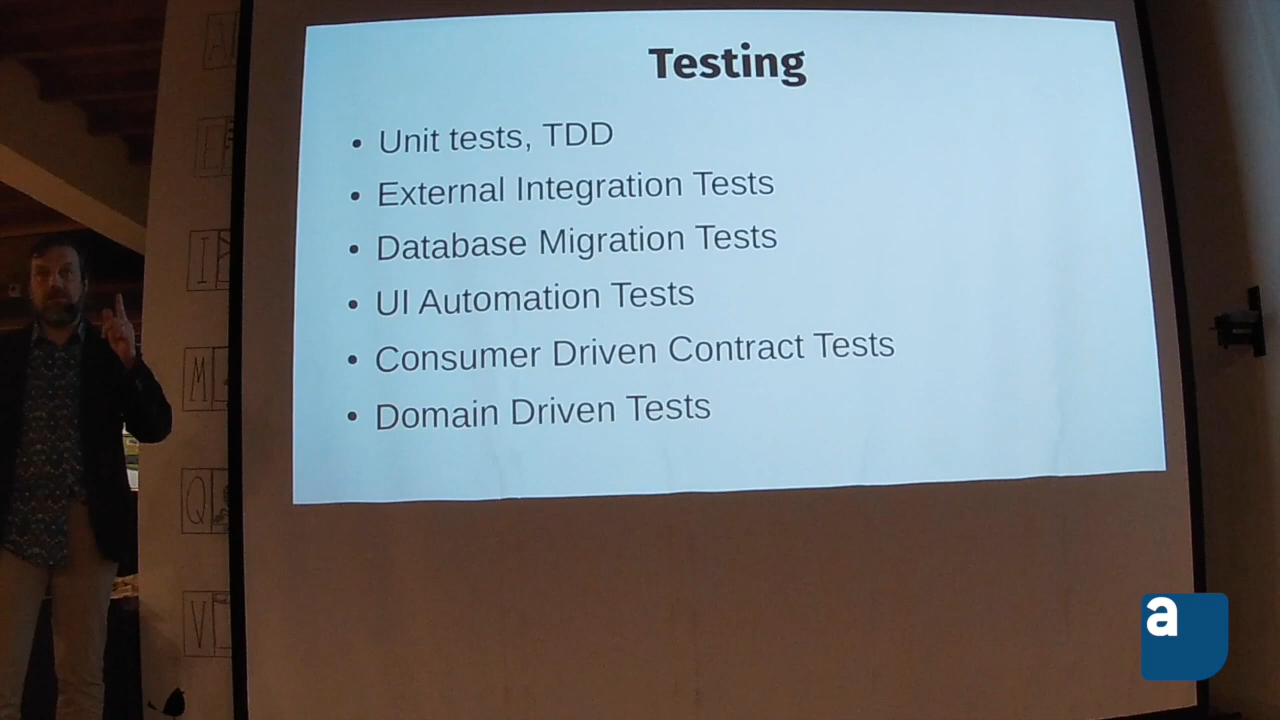 Testing
• Unit tests, TDD
• External Integration Tests
• Database Migration Tests
• UI Automation Tests
• Consumer Driven Contract Tests
• Domain Driven Tests
I
M
Q
V
a